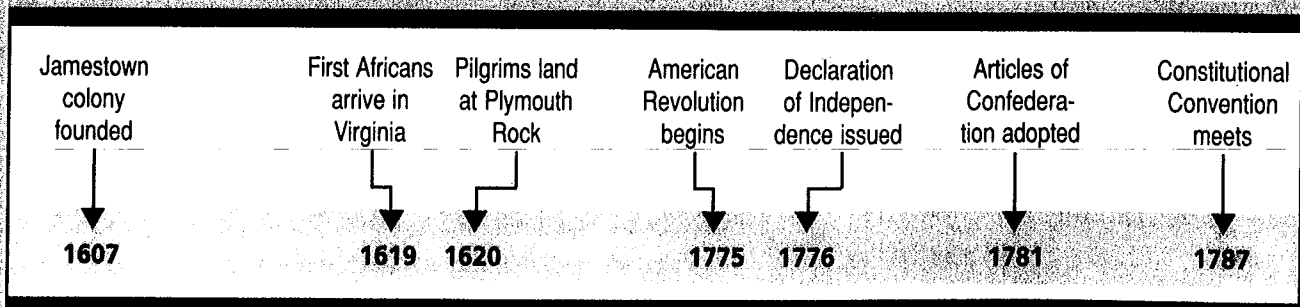 Jamestown
colony
founded
First Africans
arrive in
Virginia
Pilgrims land
at Plymouth
Rock
American
Revolution
begins
Declaration
of Indepen-
dence issued
Articles of
Confedera-
tion adopted
Constitutional
Convention
meets
1607
1619
1620
1775
1776
1781
1787